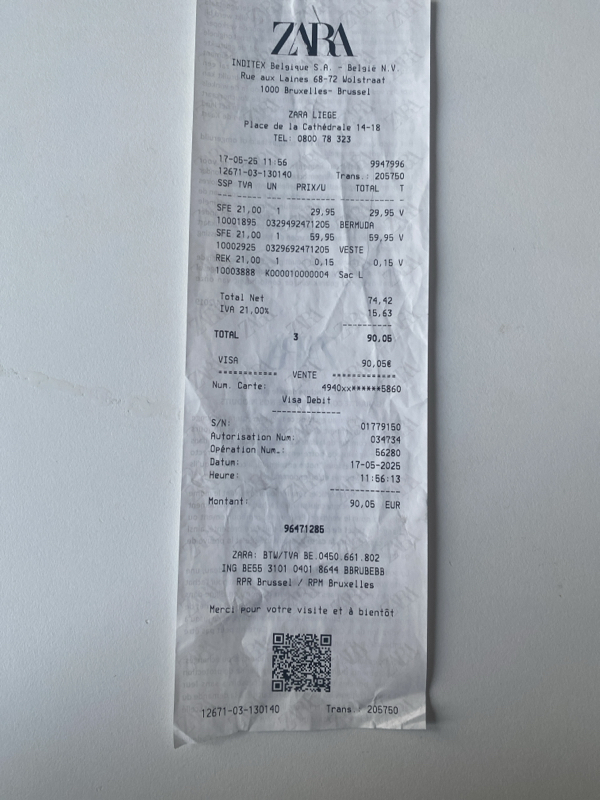 ZARA
INDITEX Belgique S.A. - België N.V.
Rue aux Laines 68-72 Wolstraat
1000 Bruxelles- Brussel
ZARA LIEGE
Place de la Cathédrale 14-18
TEL: 0800 78 323
17-05-25 11 56 9947996
12671-03-130140 Trans.: 205750
SSP TVA UN PRIX/U TOTAL T
SFE 21,00 1 29,95 29,95 V
10001895 0329492471205 BERMUDA
SFE 21,00 1 59,95 59,95 V
10002925 0329692471205 VESTE
REK 21,00 1 0,15 0,15 V
10003888 K000010000004 Sac L
Total Net 74,42
IVA 21,00% 15,63
-----------
TOTAL 3 90,05
VISA 90,05€
=========== VENTE ============
Num. Carte: 4940xx******5860
Visa Debit
-------------
S/N: 01779150
Autorisation Num: 034734
Opération Num.: 56280
Datum: 17-05-2025
Heure: 11:56:13
-------------
Montant: 90,05 EUR
96471286
ZARA: BTW/TVA BE.0450.661.802
ING BE55 3101 0401 8644 BBRUBEBB
RPR Brussel / RPM Bruxelles
Merci pour votre visite et à bientôt
12671-03-130140 Trans.: 205750